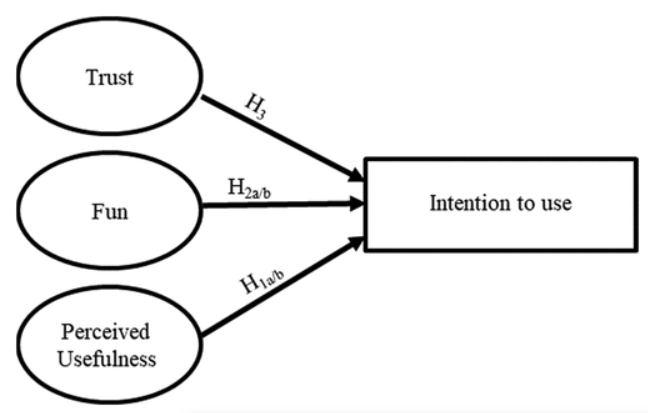 Trust
H3
Fun
H2a/b
Intention to use
H1a/b
Perceived
Usefulness